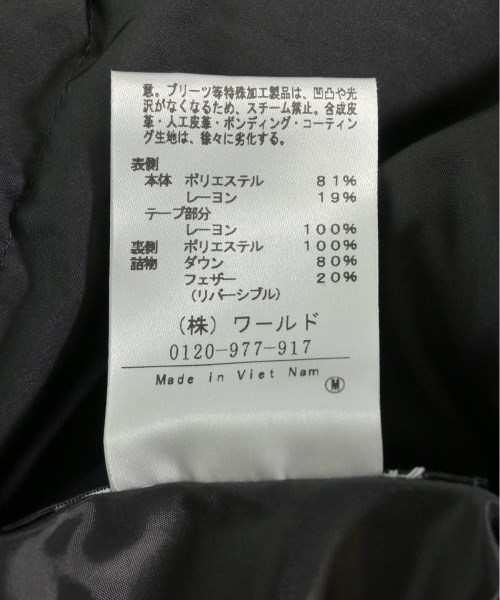 意。プリーツ等特殊加工製品は、凹凸や光
沢がなくなるため、スチーム禁止。合成皮
革・人工皮革・ボンディング・コーティン
グ生地は、徐々に劣化する。
表側
本体 ポリエステル 81%
レーヨン 19%
テープ部分
レーヨン 100%
裏側 ポリエステル 100%
詰物 ダウン 80%
フェザー 20%
(リバーシブル)
(株) ワールド
0120-977-917
Made in Viet Nam Ⓜ